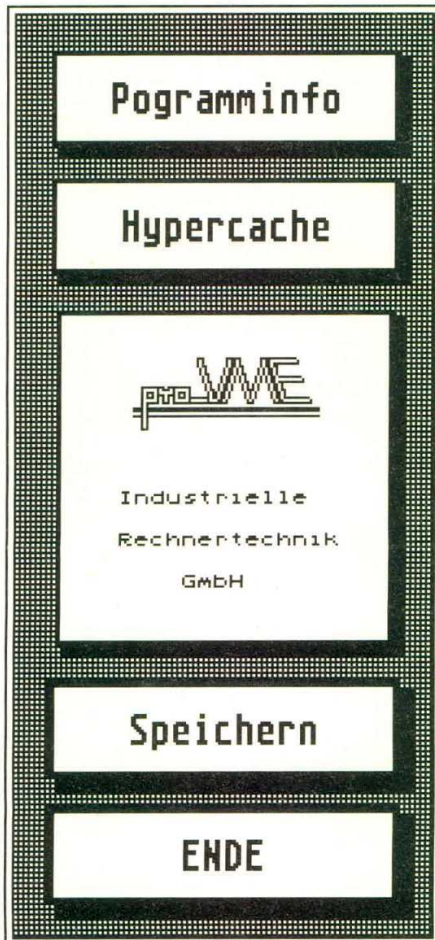 Pogramminfo
Hypercache
pro VME
Industrielle
Rechnertechnik
GmbH
Speichern
ENDE